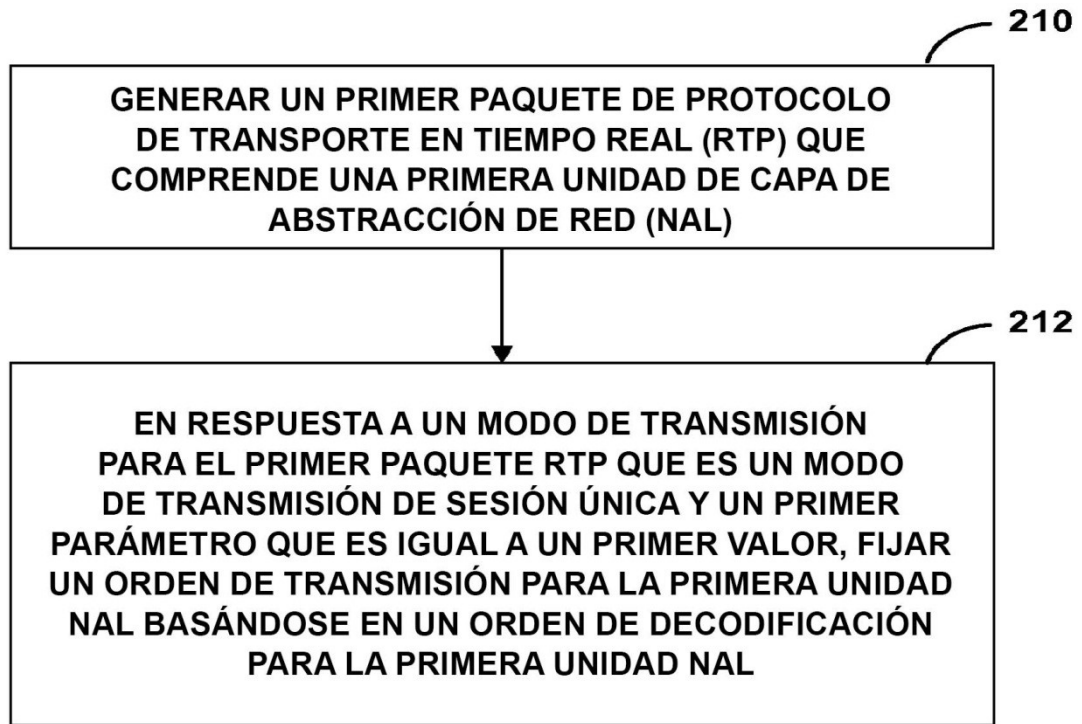 210
GENERAR UN PRIMER PAQUETE DE PROTOCOLO
DE TRANSPORTE EN TIEMPO REAL (RTP) QUE
COMPRENDE UNA PRIMERA UNIDAD DE CAPA DE
ABSTRACCIÓN DE RED (NAL)
212
EN RESPUESTA A UN MODO DE TRANSMISIÓN
PARA EL PRIMER PAQUETE RTP QUE ES UN MODO
DE TRANSMISIÓN DE SESIÓN ÚNICA Y UN PRIMER
PARÁMETRO QUE ES IGUAL A UN PRIMER VALOR, FIJAR
UN ORDEN DE TRANSMISIÓN PARA LA PRIMERA UNIDAD
NAL BASÁNDOSE EN UN ORDEN DE DECODIFICACIÓN
PARA LA PRIMERA UNIDAD NAL